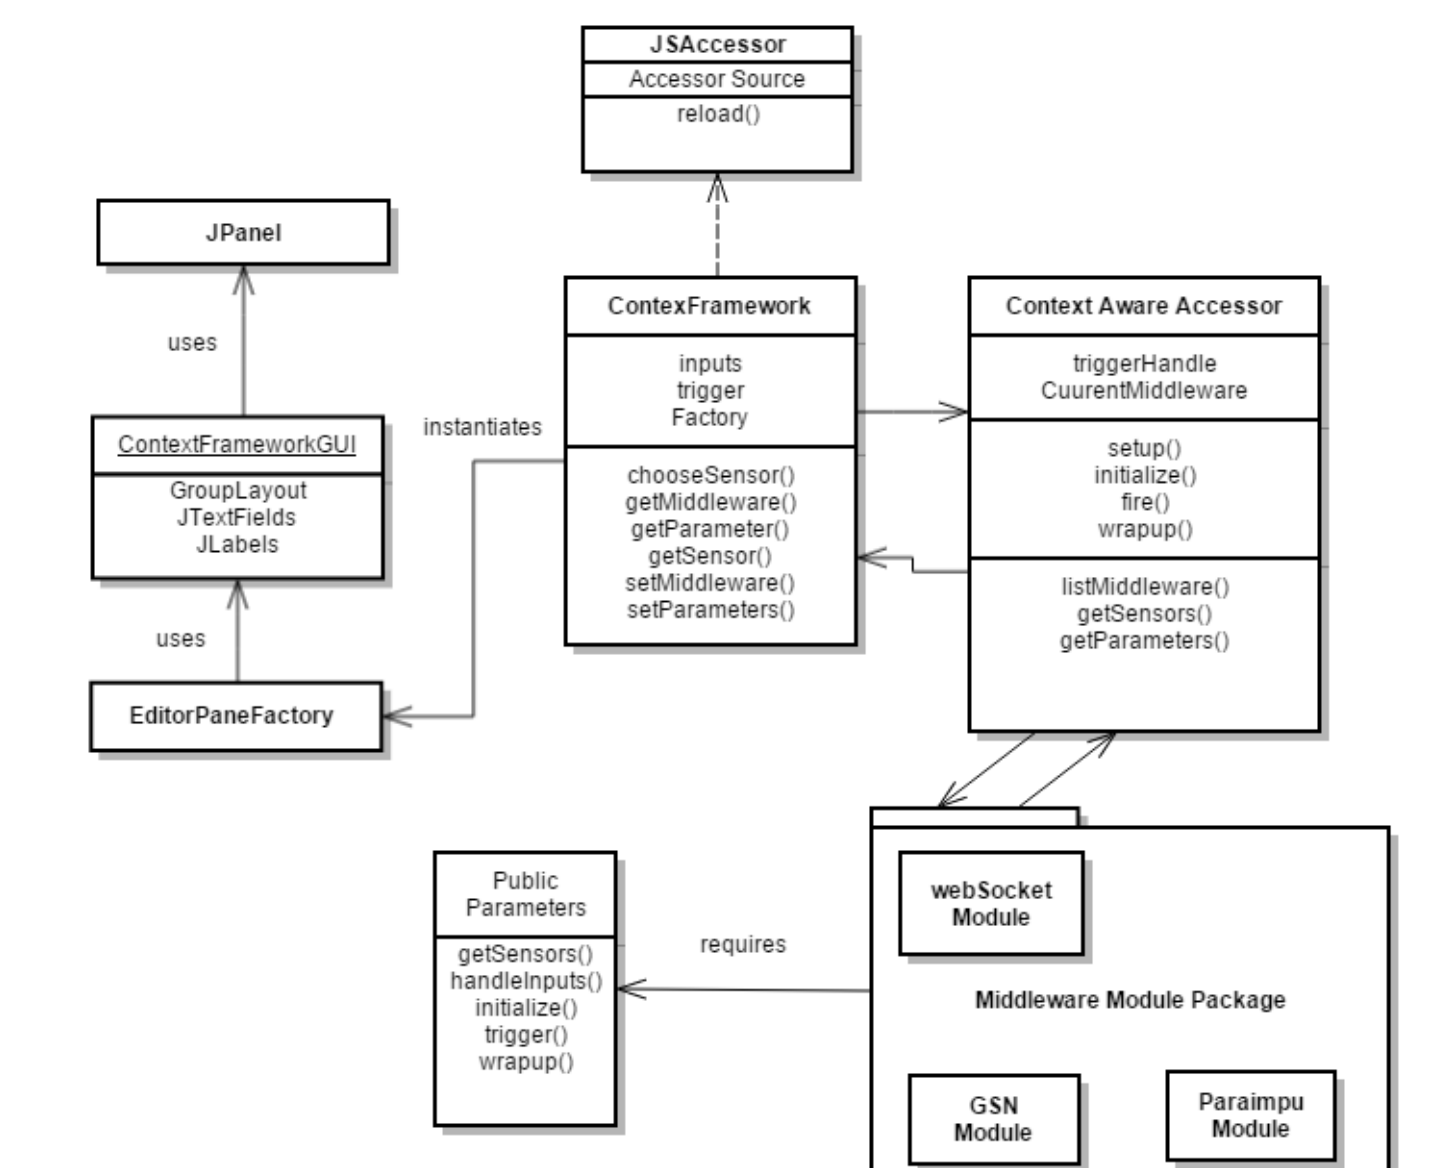 JSAccessor
Accessor Source
reload()
JPanel
uses
ContextFrameworkGUI
GroupLayout
JTextFields
JLabels
uses
EditorPaneFactory
instantiates
ContexFramework
inputs
trigger
Factory
chooseSensor()
getMiddleware()
getParameter()
getSensor()
setMiddleware()
setParameters()
Context Aware Accessor
triggerHandle
CuurentMiddleware
setup()
initialize()
fire()
wrapup()
listMiddleware()
getSensors()
getParameters()
Public
Parameters
getSensors()
handleInputs()
initialize()
trigger()
wrapup()
requires
webSocket
Module
Middleware Module Package
GSN
Module
Paraimpu
Module